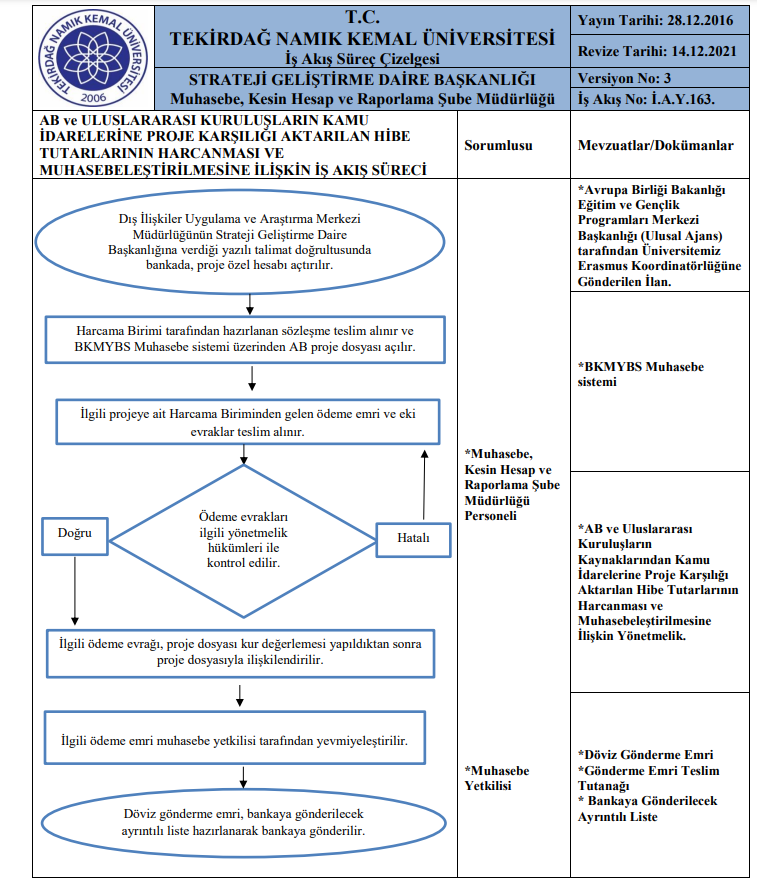 TEKİRDAĞ NAMIK KEMAL ÜNİVERSİTESİ
2006
T.C.
TEKİRDAĞ NAMIK KEMAL ÜNİVERSİTESİ
İş Akış Süreç Çizelgesi
STRATEJİ GELİŞTİRME DAİRE BAŞKANLIĞI
Muhasebe, Kesin Hesap ve Raporlama Şube Müdürlüğü
Yayın Tarihi: 28.12.2016
Revize Tarihi: 14.12.2021
Versiyon No: 3
İş Akış No: İ.A.Y.163.
AB ve ULUSLARARASI KURULUŞLARIN KAMU
İDARELERİNE PROJE KARŞILIĞI AKTARILAN HİBE
TUTARLARININ HARCANMASI VE
MUHASEBELEŞTİRİLMESİNE İLİŞKİN İŞ AKIŞ SÜRECİ
Sorumlusu
Mevzuatlar/Dokümanlar
Dış İlişkiler Uygulama ve Araştırma Merkezi
Müdürlüğünün Strateji Geliştirme Daire
Başkanlığına verdiği yazılı talimat doğrultusunda
bankada, proje özel hesabı açtırılır.
Harcama Birimi tarafından hazırlanan sözleşme teslim alınır ve
BKMYBS Muhasebe sistemi üzerinden AB proje dosyası açılır.
İlgili projeye ait Harcama Biriminden gelen ödeme emri ve eki
evraklar teslim alınır.
Ödeme evrakları
ilgili yönetmelik
hükümleri ile
kontrol edilir.
Doğru
Hatalı
İlgili ödeme evrağı, proje dosyası kur değerlemesi yapıldıktan sonra
proje dosyasıyla ilişkilendirilir.
İlgili ödeme emri muhasebe yetkilisi tarafından yevmiyeleştirilir.
Döviz gönderme emri, bankaya gönderilecek
ayrıntılı liste hazırlanarak bankaya gönderilir.
*Muhasebe,
Kesin Hesap ve
Raporlama Şube
Müdürlüğü
Personeli
*Muhasebe
Yetkilisi
*Avrupa Birliği Bakanlığı
Eğitim ve Gençlik
Programları Merkezi
Başkanlığı (Ulusal Ajans)
tarafından Üniversitemiz
Erasmus Koordinatörlüğüne
Gönderilen İlan.
*BKMYBS Muhasebe
sistemi
*AB ve Uluslararası
Kuruluşların
Kaynaklarından Kamu
İdarelerine Proje Karşılığı
Aktarılan Hibe Tutarlarının
Harcanması ve
Muhasebeleştirilmesine
İlişkin Yönetmelik.
*Döviz Gönderme Emri
*Gönderme Emri Teslim
Tutanağı
* Bankaya Gönderilecek
Ayrıntılı Liste